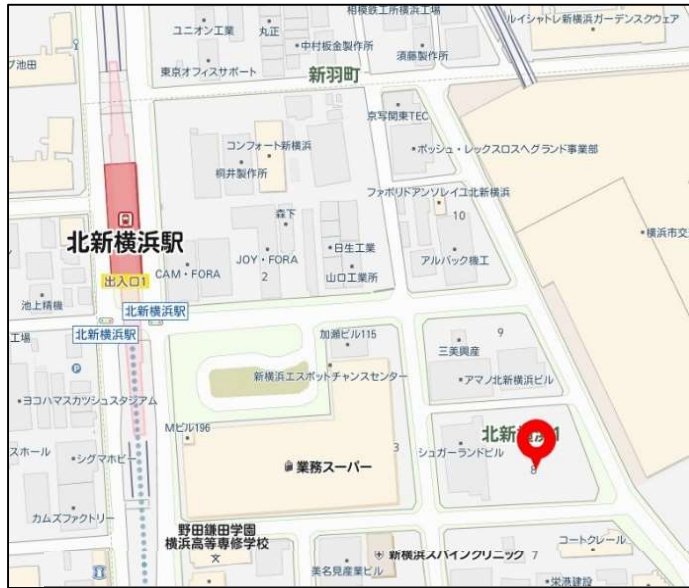 相模鉄工所横浜工場
ルイシャトレ新横浜ガーデンスクウェア
ユニオン工業
丸正
中村板金製作所
須藤製作所
プ池田
東京オフィスサポート
新羽町
京写関東TEC
コンフォート新横浜
ボッシュ・レックスロスヘグランド事業部
桐井製作所
ファボリドアンソレイユ北新横浜
森下
10
横浜市交
北新横浜駅
日生工業
JOY・FORA
アルバック機工
出入口1
CAM・FORA
2
山口工業所
池上精機
北新横浜駅
工場
北新横浜駅
加瀬ビル115
9
三美興産
新横浜エスポットチャンスセンター
アマノ北新横浜ビル
ヨコハマスカッシュスタジアム
Mビル196
北新横浜1
スホール
シグマホビー
3
シュガーランドビル
業務スーパー
8
カムズファクトリー
野田鎌田学園
横浜高等専修学校
コートクレール
新横浜スパインクリニック
7
美名見産業ビル
栄港建設